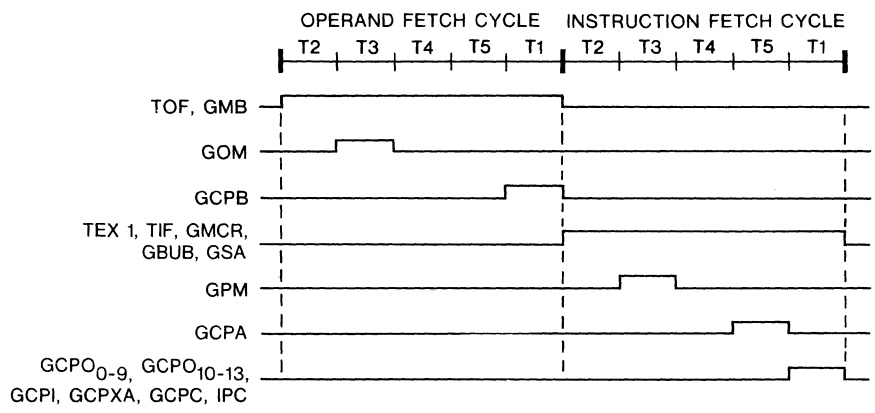 OPERAND FETCH CYCLE INSTRUCTION FETCH CYCLE
T2 T3 T4 T5 T1 T2 T3 T4 T5 T1
TOF, GMB
GOM
GCPB
TEX 1, TIF, GMCR,
GBUB, GSA
GPM
GCPA
GCPO0-9, GCPO10-13,
GCPI, GCPXA, GCPC, IPC